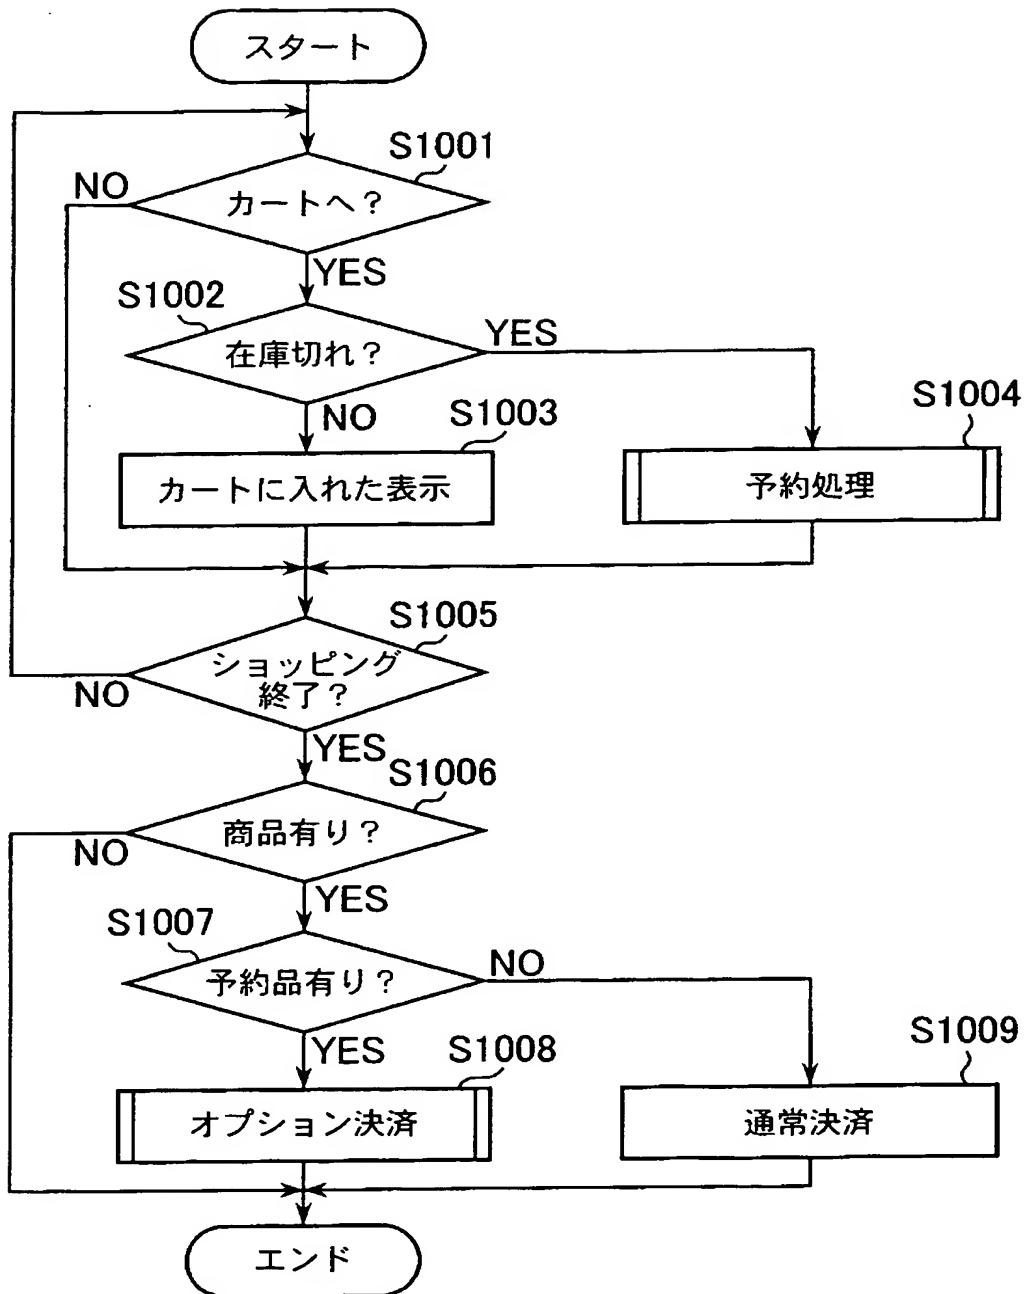 スタート
S1001
NO
カートへ？
YES
S1002
YES
在庫切れ？
NO
S1003
S1004
カートに入れた表示
予約処理
S1005
ショッピング
終了？
NO
YES
S1006
商品有り？
NO
YES
S1007
NO
予約品有り？
YES
S1008
S1009
オプション決済
通常決済
エンド